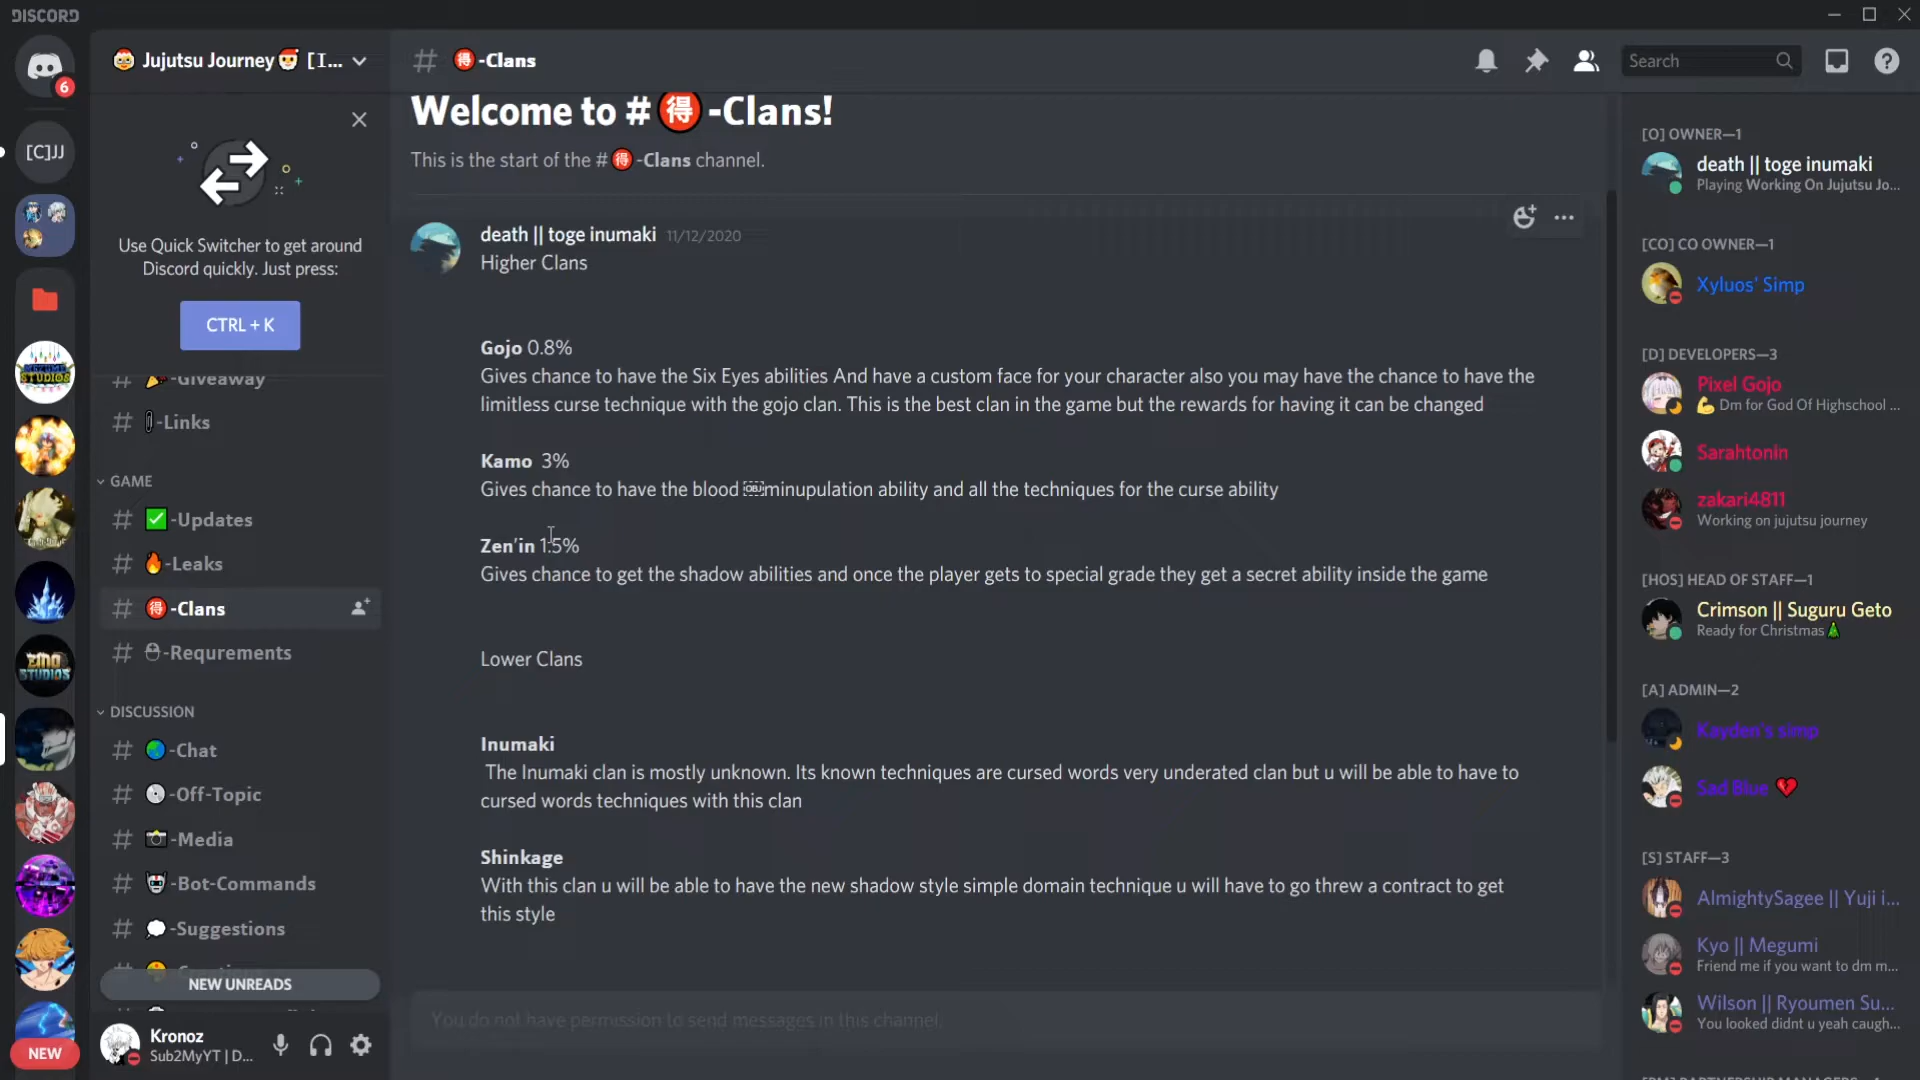 DISCORD
Jujutsu Journey🎅 [I...
得-Clans
Search
6
[C]JJ
NEW
Use Quick Switcher to get around
Discord quickly. Just press:
CTRL + K
-Giveaway
-Links
GAME
-Updates
-Leaks
得-Clans
-Requrements
DISCUSSION
-Chat
-Off-Topic
-Media
-Bot-Commands
-Suggestions
NEW UNREADS
Kronoz
Sub2MyYT | D...
Welcome to #得-Clans!
This is the start of the #得-Clans channel.
death || toge inumaki 11/12/2020
Higher Clans
Gojo 0.8%
Gives chance to have the Six Eyes abilities And have a custom face for your character also you may have the chance to have the
limitless curse technique with the gojo clan. This is the best clan in the game but the rewards for having it can be changed
Kamo 3%
Gives chance to have the blood minupulation ability and all the techniques for the curse ability
Zen'in 1.5%
Gives chance to get the shadow abilities and once the player gets to special grade they get a secret ability inside the game
Lower Clans
Inumaki
The Inumaki clan is mostly unknown. Its known techniques are cursed words very underated clan but u will be able to have to
cursed words techniques with this clan
Shinkage
With this clan u will be able to have the new shadow style simple domain technique u will have to go threw a contract to get
this style
You do not have permission to send messages in this channel.
[O] OWNER—1
death || toge inumaki
Playing Working On Jujutsu Jo...
[CO] CO OWNER—1
Xyluos' Simp
[D] DEVELOPERS—3
Pixel Gojo
💪 Dm for God Of Highschool ...
Sarahtonin
zakari4811
Working on jujutsu journey
[HOS] HEAD OF STAFF—1
Crimson || Suguru Geto
Ready for Christmas🎄
[A] ADMIN—2
Kayden's simp
Sad Blue 💔
[S] STAFF—3
AlmightySagee || Yuji i...
Kyo || Megumi
Friend me if you want to dm m...
Wilson || Ryoumen Su...
You looked didnt u yeah caugh...